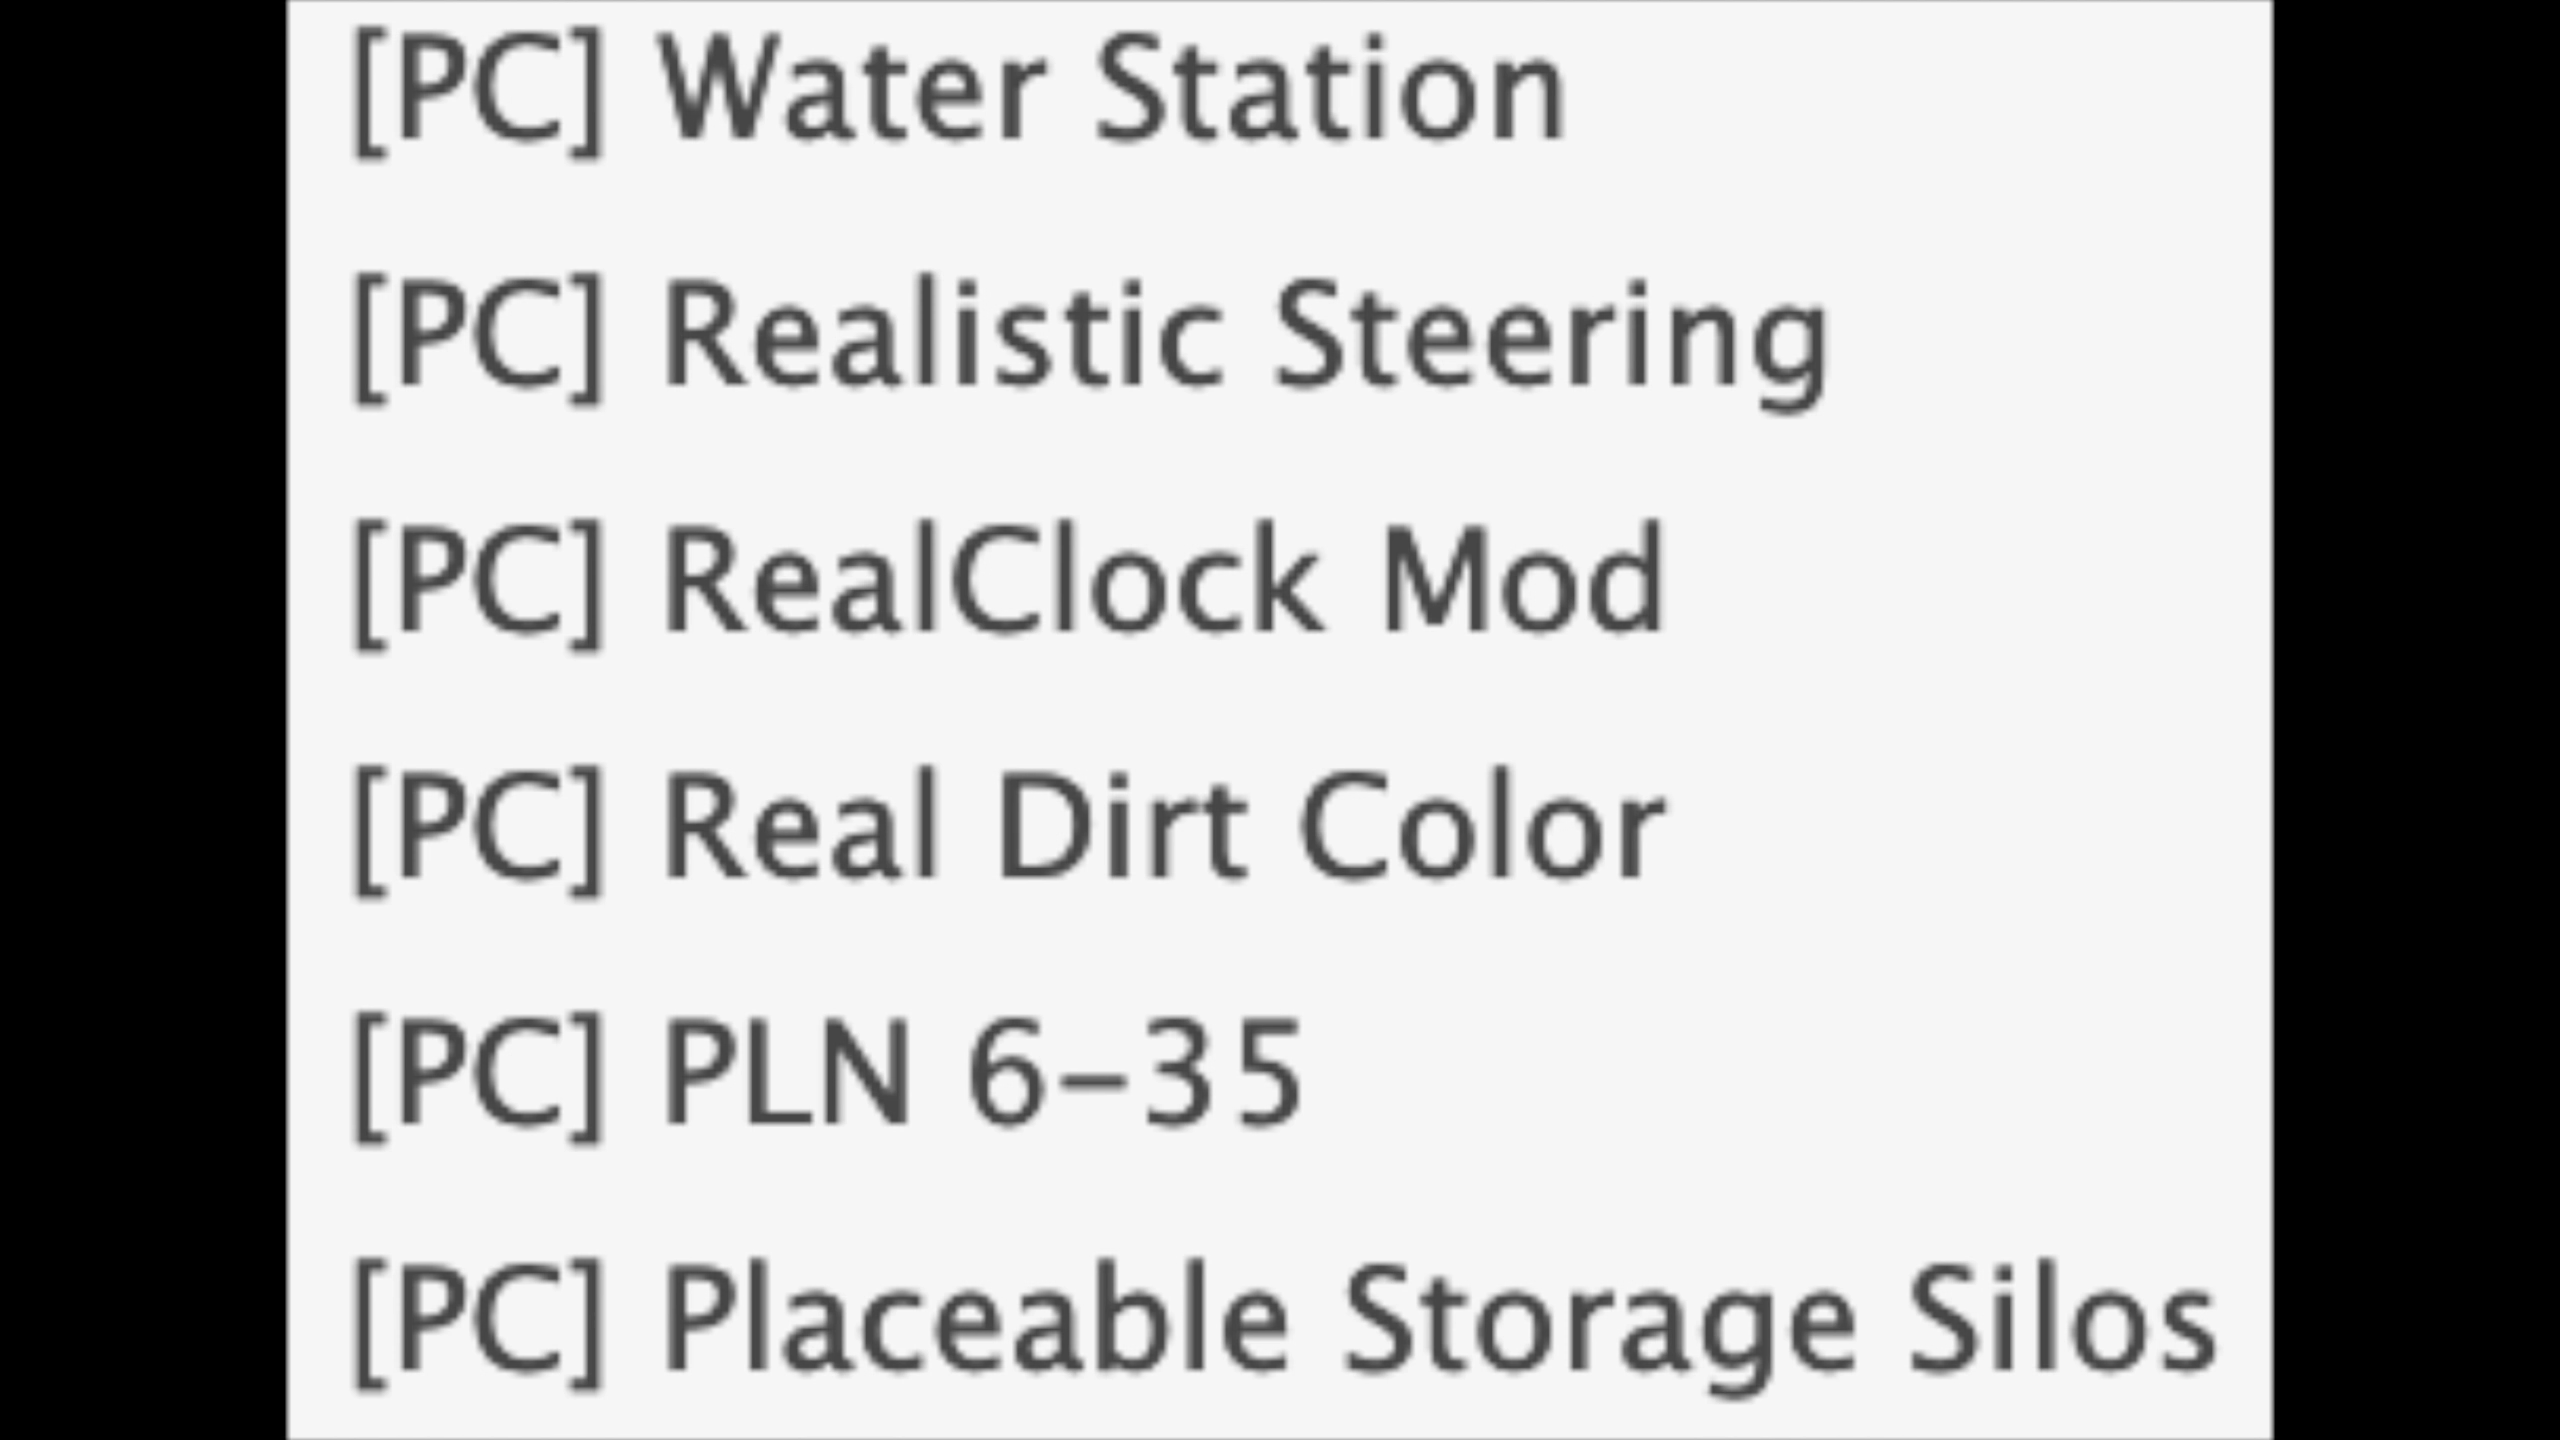 [PC] Water Station
[PC] Realistic Steering
[PC] RealClock Mod
[PC] Real Dirt Color
[PC] PLN 6-35
[PC] Placeable Storage Silos